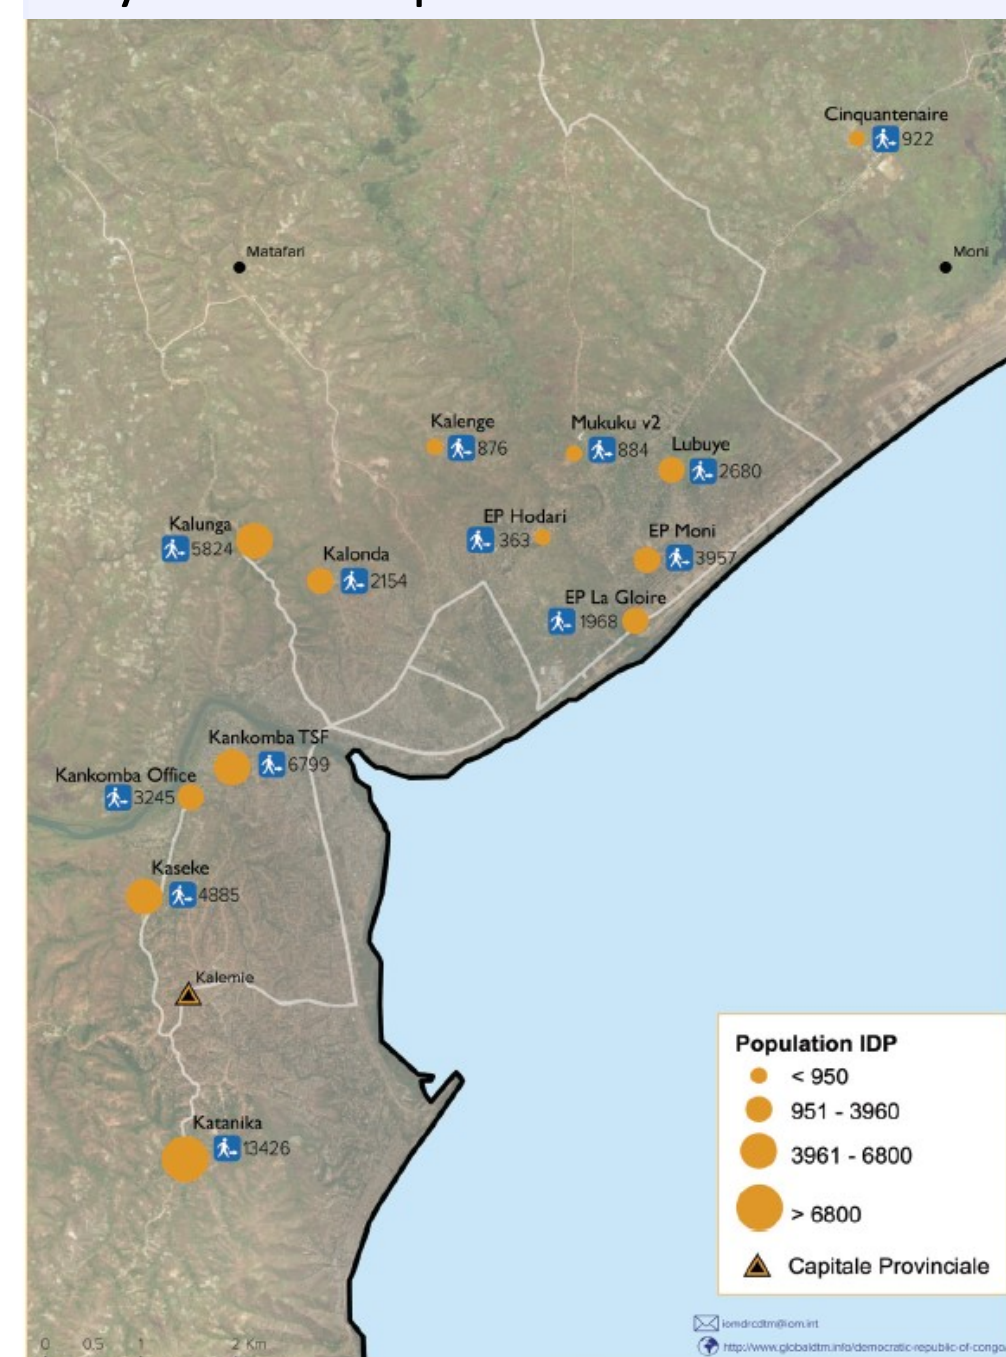 Cinquantenaire
922
Matafari
Moni
Kalenge
876
Mukuku v2
884
Lubuye
2680
EP Hodari
363
EP Moni
3957
Kalunga
5824
Kalonda
2154
EP La Gloire
1968
Kankomba TSF
6799
Kankomba Office
3245
Kaseke
4885
Kalemie
Katanika
13426
Population IDP
< 950
951 - 3960
3961 - 6800
> 6800
Capitale Provinciale
0 0.5 1 2 Km
iomdrcdtm@iom.int
http://www.globaldtm.info/democratic-republic-of-congo